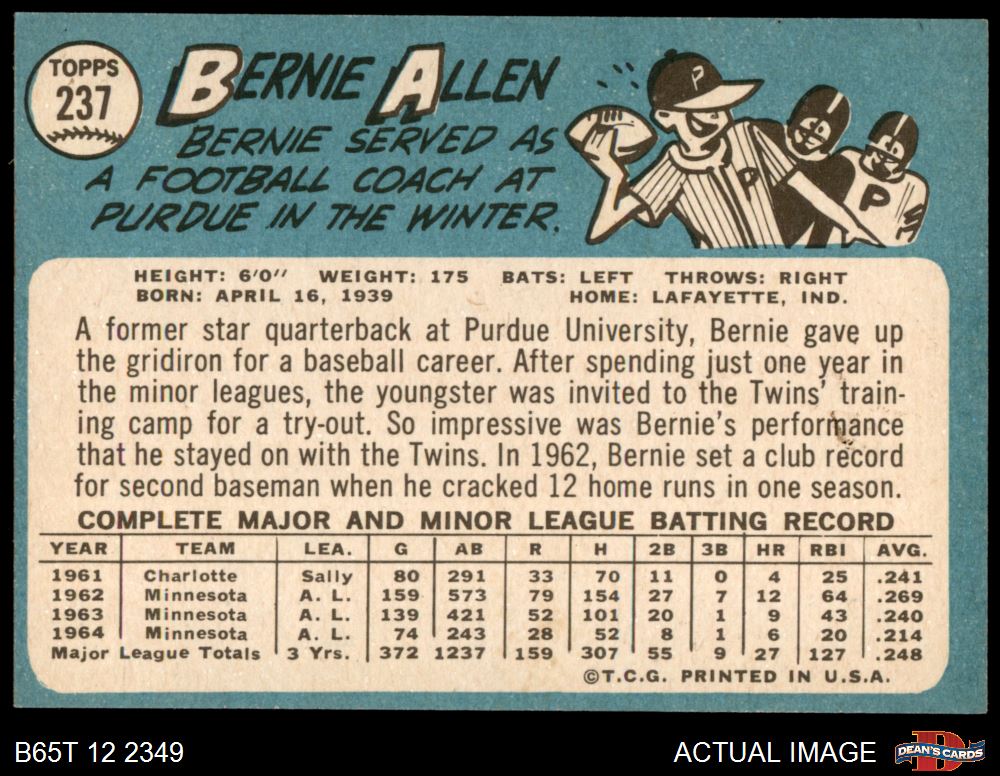 TOPPS
237
BERNIE ALLEN
BERNIE SERVED AS
A FOOTBALL COACH AT
PURDUE IN THE WINTER.
P
P
P
HEIGHT: 6'0" WEIGHT: 175 BATS: LEFT THROWS: RIGHT
BORN: APRIL 16, 1939 HOME: LAFAYETTE, IND.
A former star quarterback at Purdue University, Bernie gave up
the gridiron for a baseball career. After spending just one year in
the minor leagues, the youngster was invited to the Twins' train-
ing camp for a try-out. So impressive was Bernie's performance
that he stayed on with the Twins. In 1962, Bernie set a club record
for second baseman when he cracked 12 home runs in one season.
COMPLETE MAJOR AND MINOR LEAGUE BATTING RECORD
YEAR TEAM LEA. G AB R H 2B 3B HR RBI AVG.
1961 Charlotte Sally 80 291 33 70 11 0 4 25 .241
1962 Minnesota A. L. 159 573 79 154 27 7 12 64 .269
1963 Minnesota A. L. 139 421 52 101 20 1 9 43 .240
1964 Minnesota A. L. 74 243 28 52 8 1 6 20 .214
Major League Totals 3 Yrs. 372 1237 159 307 55 9 27 127 .248
©T.C.G. PRINTED IN U.S.A.
B65T 12 2349 ACTUAL IMAGE DEAN'S CARDS